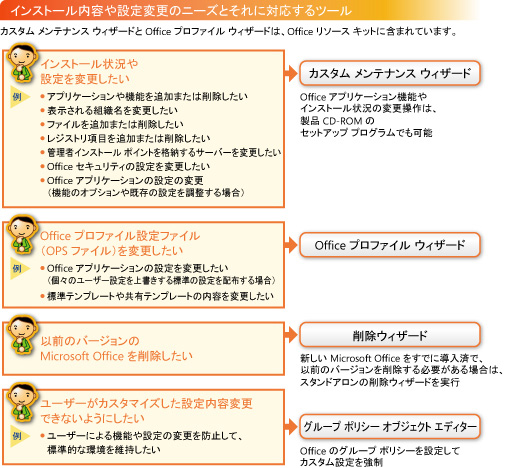 インストール内容や設定変更のニーズとそれに対応するツール
カスタム メンテナンス ウィザードと Office プロファイル ウィザードは、Office リソース キットに含まれています。
インストール状況や
設定を変更したい
例
● アプリケーションや機能を追加または削除したい
● 表示される組織名を変更したい
● ファイルを追加または削除したい
● レジストリ項目を追加または削除したい
● 管理者インストール ポイントを格納するサーバーを変更したい
● Office セキュリティの設定を変更したい
● Office アプリケーションの設定の変更
（機能のオプションや既存の設定を調整する場合）
カスタム メンテナンス ウィザード
Office アプリケーション機能や
インストール状況の変更操作は、
製品 CD-ROM の
セットアップ プログラムでも可能
Office プロファイル設定ファイル
（OPS ファイル）を変更したい
例
● Office アプリケーションの設定を変更したい
（個々のユーザー設定を上書きする標準の設定を配布する場合）
● 標準テンプレートや共有テンプレートの内容を変更したい
Office プロファイル ウィザード
以前のバージョンの
Microsoft Office を削除したい
削除ウィザード
新しい Microsoft Office をすでに導入済で、
以前のバージョンを削除する必要がある場合は、
スタンドアロンの削除ウィザードを実行
ユーザーがカスタマイズした設定内容変更
できないようにしたい
例
● ユーザーによる機能や設定の変更を防止して、
標準的な環境を維持したい
グループ ポリシー オブジェクト エディター
Office のグループ ポリシーを設定して
カスタム設定を強制